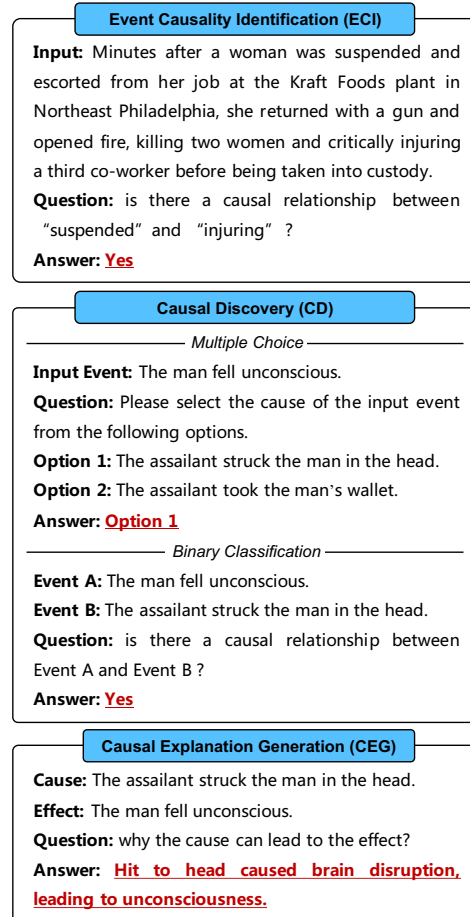 Event Causality Identification (ECI)
Input: Minutes after a woman was suspended and
escorted from her job at the Kraft Foods plant in
Northeast Philadelphia, she returned with a gun and
opened fire, killing two women and critically injuring
a third co-worker before being taken into custody.
Question: is there a causal relationship between
“suspended” and “injuring” ?
Answer: Yes
Causal Discovery (CD)
Multiple Choice
Input Event: The man fell unconscious.
Question: Please select the cause of the input event
from the following options.
Option 1: The assailant struck the man in the head.
Option 2: The assailant took the man’s wallet.
Answer: Option 1
Binary Classification
Event A: The man fell unconscious.
Event B: The assailant struck the man in the head.
Question: is there a causal relationship between
Event A and Event B ?
Answer: Yes
Causal Explanation Generation (CEG)
Cause: The assailant struck the man in the head.
Effect: The man fell unconscious.
Question: why the cause can lead to the effect?
Answer: Hit to head caused brain disruption,
leading to unconsciousness.